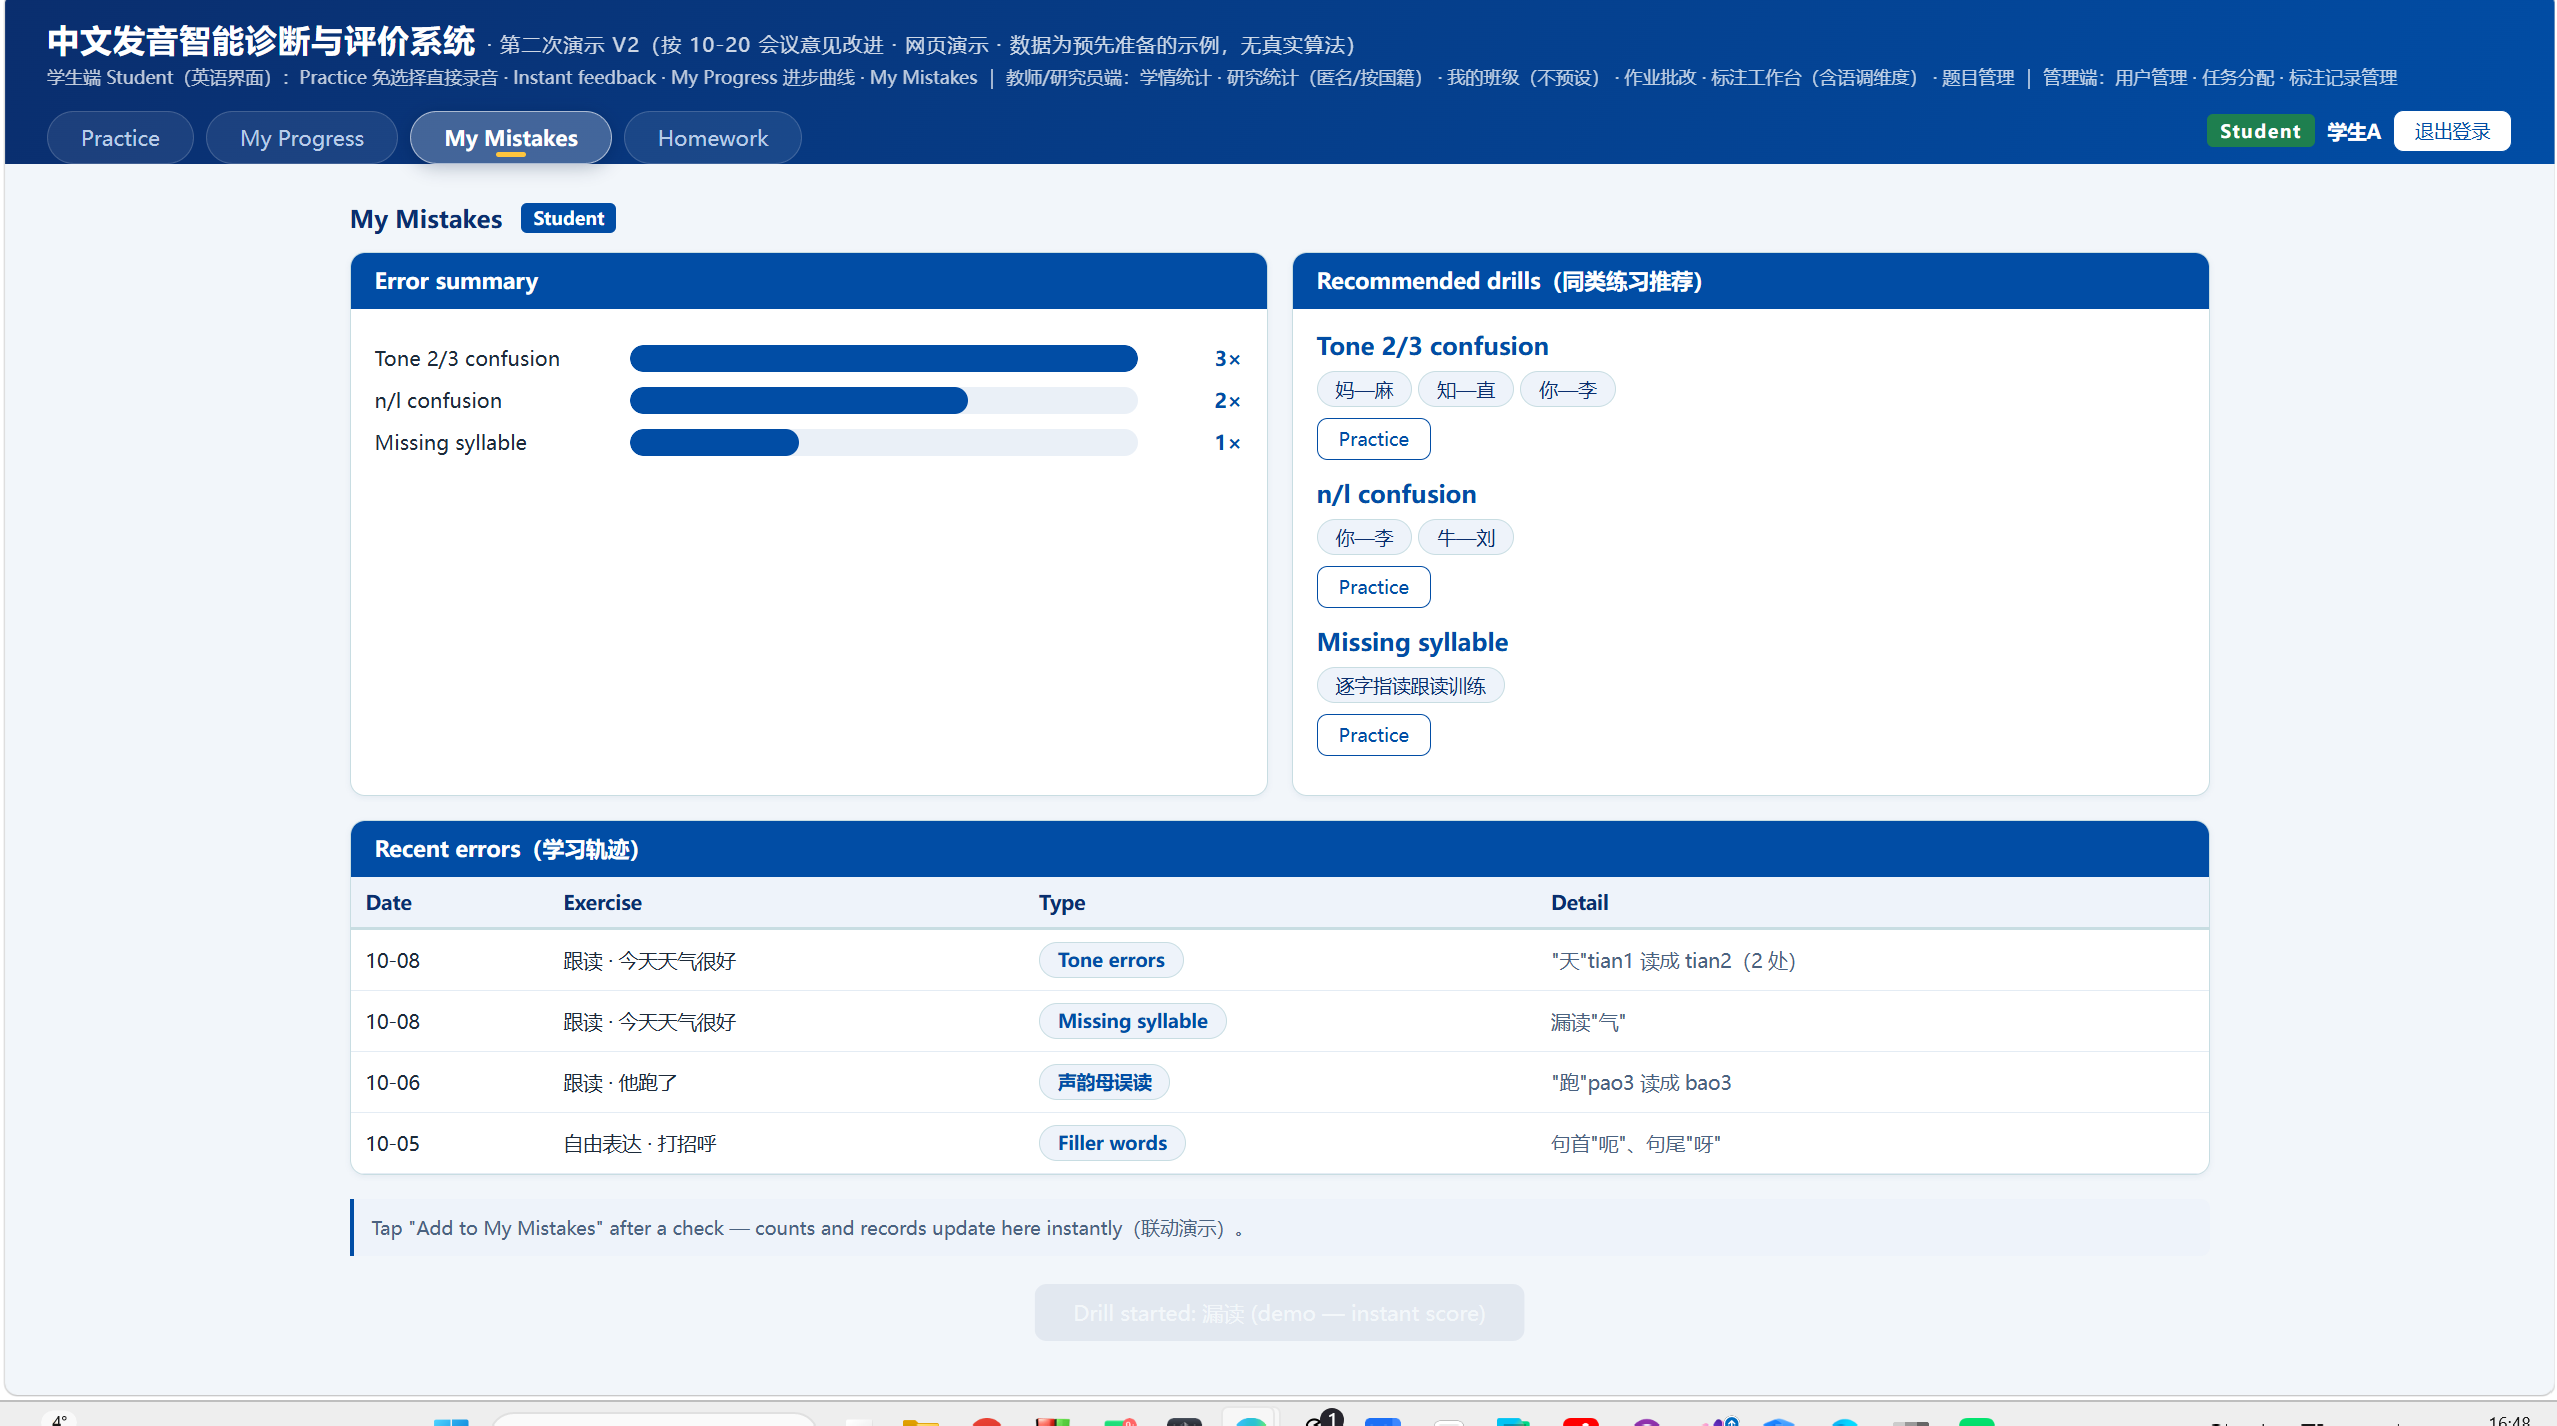 中文发音智能诊断与评价系统 · 第二次演示 V2（按 10-20 会议意见改进 · 网页演示 · 数据为预先准备的示例，无真实算法）
学生端 Student（英语界面）：Practice 免选择直接录音 · Instant feedback · My Progress 进步曲线 · My Mistakes ｜ 教师/研究员端：学情统计 · 研究统计（匿名/按国籍） · 我的班级（不预设） · 作业批改 · 标注工作台（含语调维度） · 题目管理 ｜ 管理端：用户管理 · 任务分配 · 标注记录管理
Practice My Progress My Mistakes Homework Student 学生A 退出登录
My Mistakes Student
Error summary
Tone 2/3 confusion 3×
n/l confusion 2×
Missing syllable 1×
Recommended drills（同类练习推荐）
Tone 2/3 confusion
妈—麻 知—直 你—李
Practice
n/l confusion
你—李 牛—刘
Practice
Missing syllable
逐字指读跟读训练
Practice
Recent errors（学习轨迹）
Date Exercise Type Detail
10-08 跟读 · 今天天气很好 Tone errors "天"tian1 读成 tian2（2 处）
10-08 跟读 · 今天天气很好 Missing syllable 漏读"气"
10-06 跟读 · 他跑了 声韵母误读 "跑"pao3 读成 bao3
10-05 自由表达 · 打招呼 Filler words 句首"呃"、句尾"呀"
Tap "Add to My Mistakes" after a check — counts and records update here instantly（联动演示）。
Drill started: 漏读 (demo — instant score)
4°
1
16:48